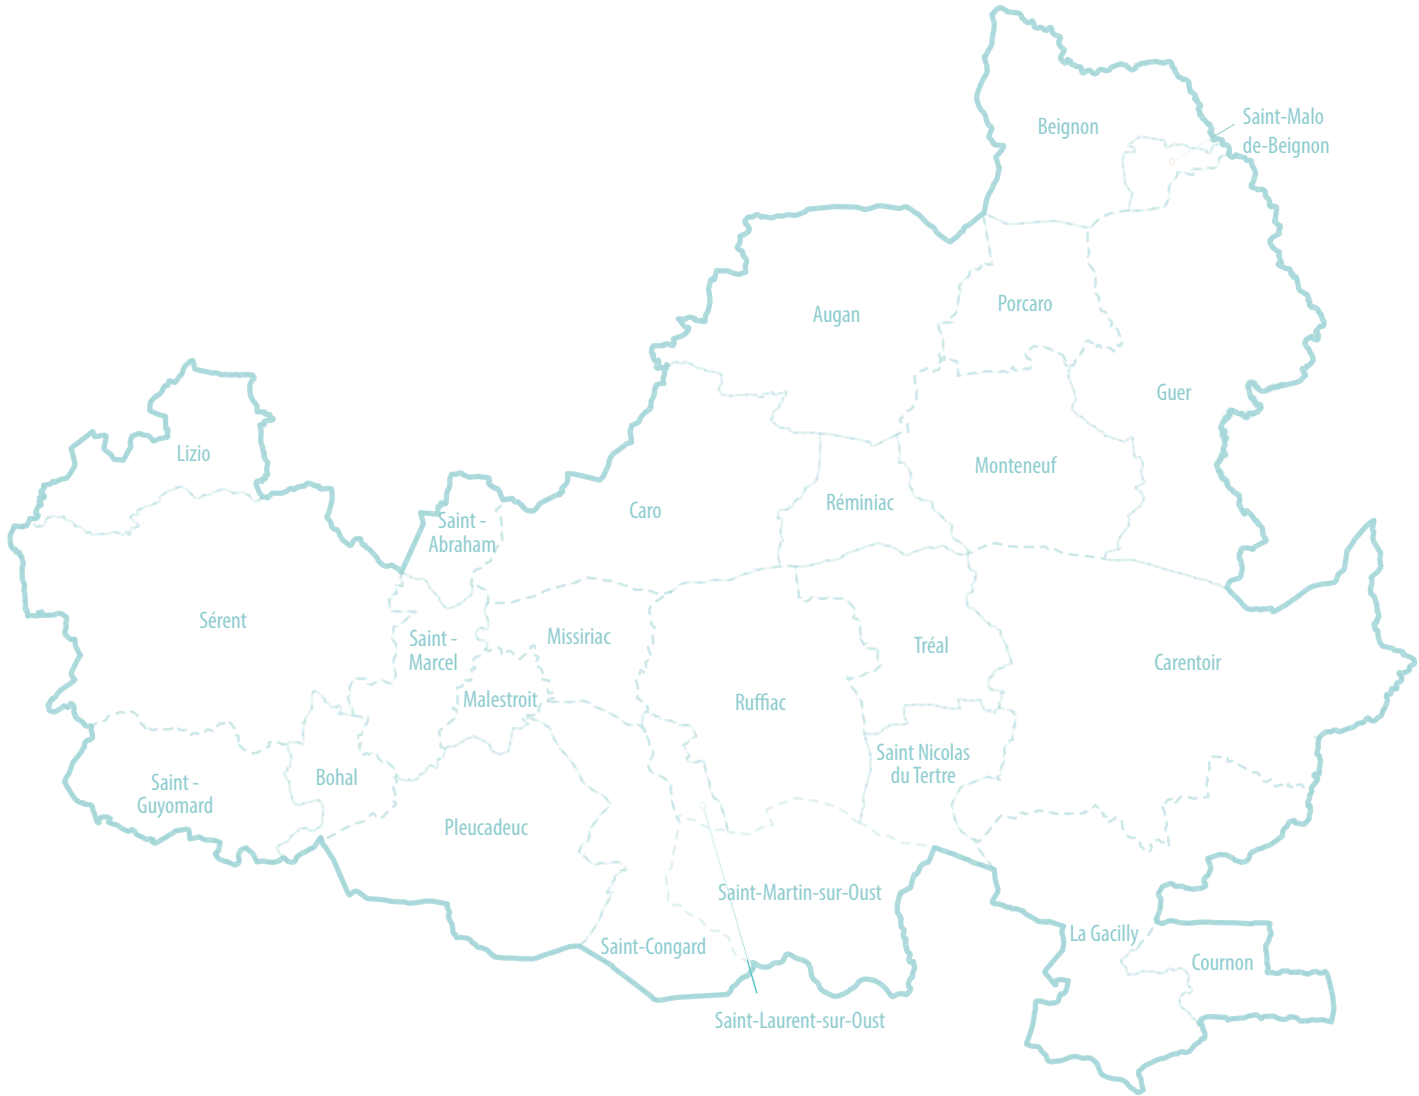 Saint-Malo
de-Beignon
Beignon
Porcaro
Augan
Guer
Lizio
Monteneuf
Réminiac
Caro
Saint -
Abraham
Sérent
Saint -
Marcel
Missiriac
Tréal
Carentoir
Malestroit
Ruffiac
Saint Nicolas
du Tertre
Bohal
Saint -
Guyomard
Pleucadeuc
Saint-Martin-sur-Oust
La Gacilly
Saint-Congard
Cournon
Saint-Laurent-sur-Oust